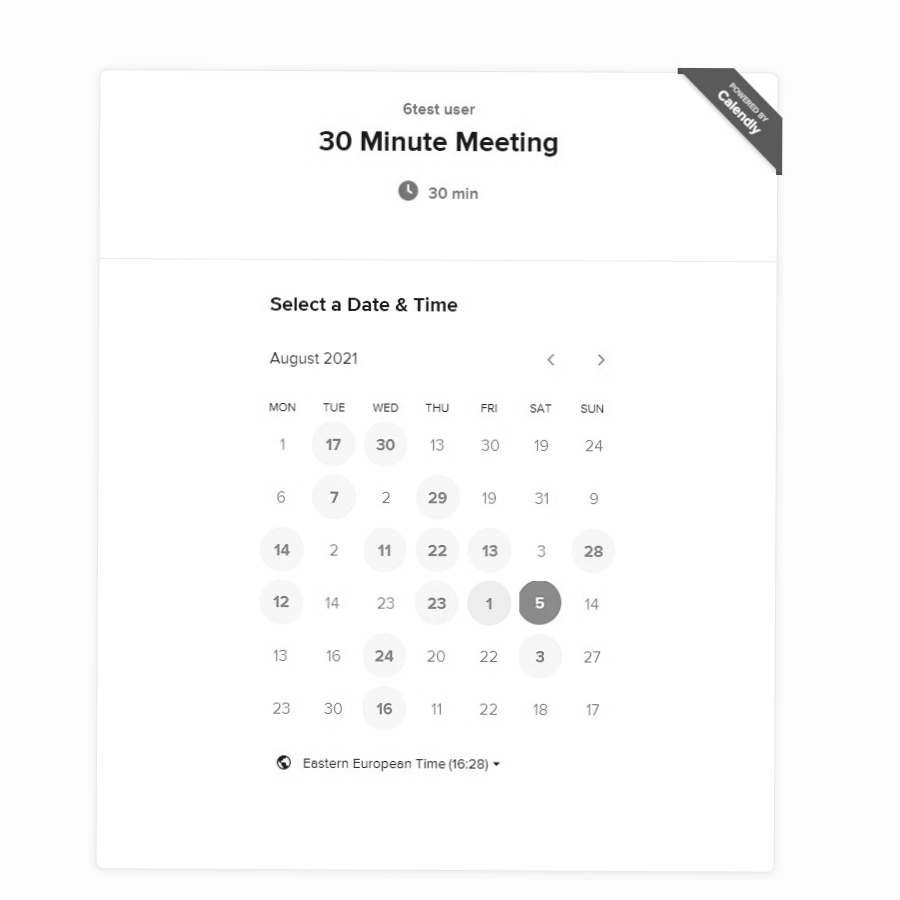 POWERED BY
Calendly
6test user
30 Minute Meeting
30 min
Select a Date & Time
August 2021
MON TUE WED THU FRI SAT SUN
1 17 30 13 30 19 24
6 7 2 29 19 31 9
14 2 11 22 13 3 28
12 14 23 23 1 5 14
13 16 24 20 22 3 27
23 30 16 11 22 18 17
Eastern European Time (16:28)